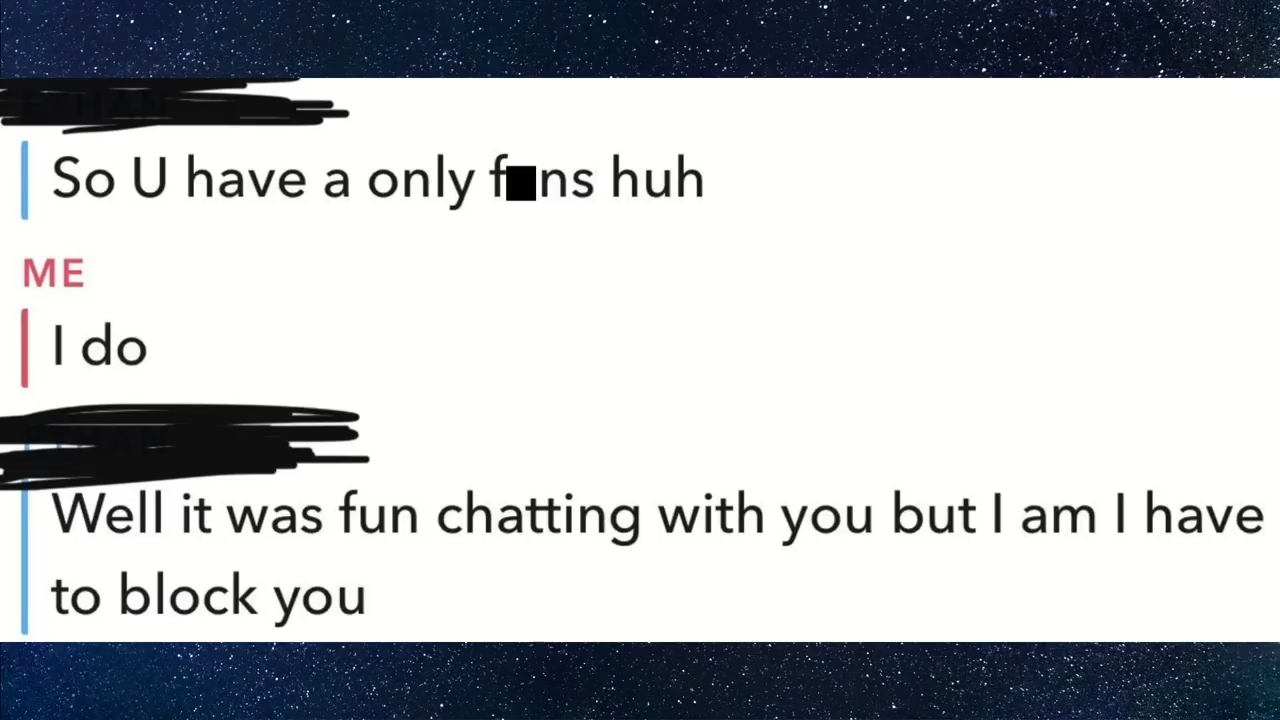 So U have a only f■ns huh
ME
I do
Well it was fun chatting with you but I am I have
to block you